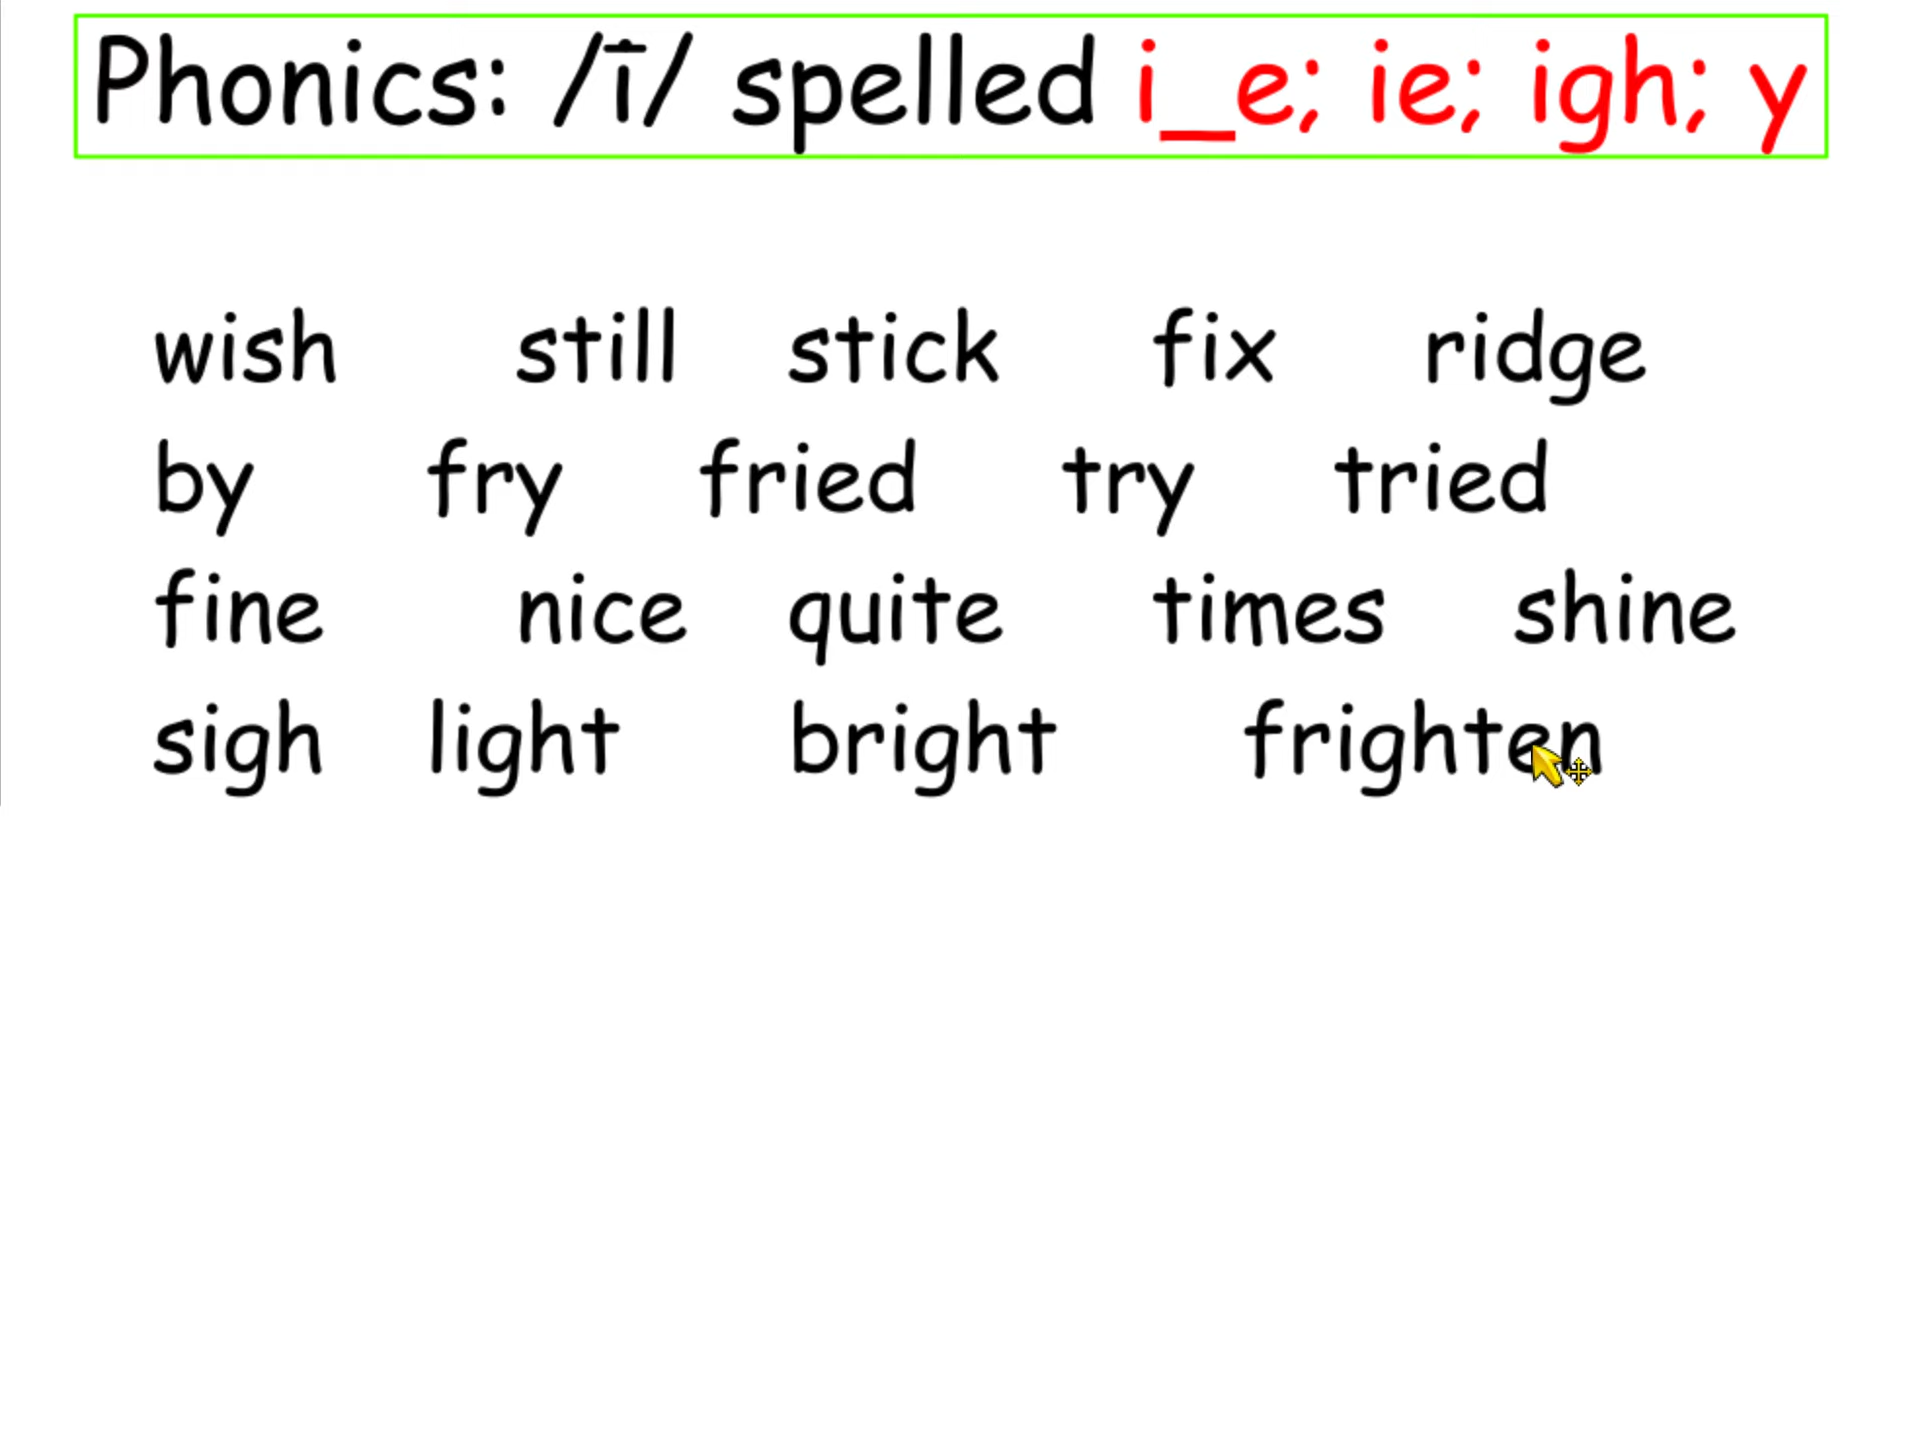 Phonics: /ī/ spelled i_e; ie; igh; y
wish still stick fix ridge
by fry fried try tried
fine nice quite times shine
sigh light bright frighten